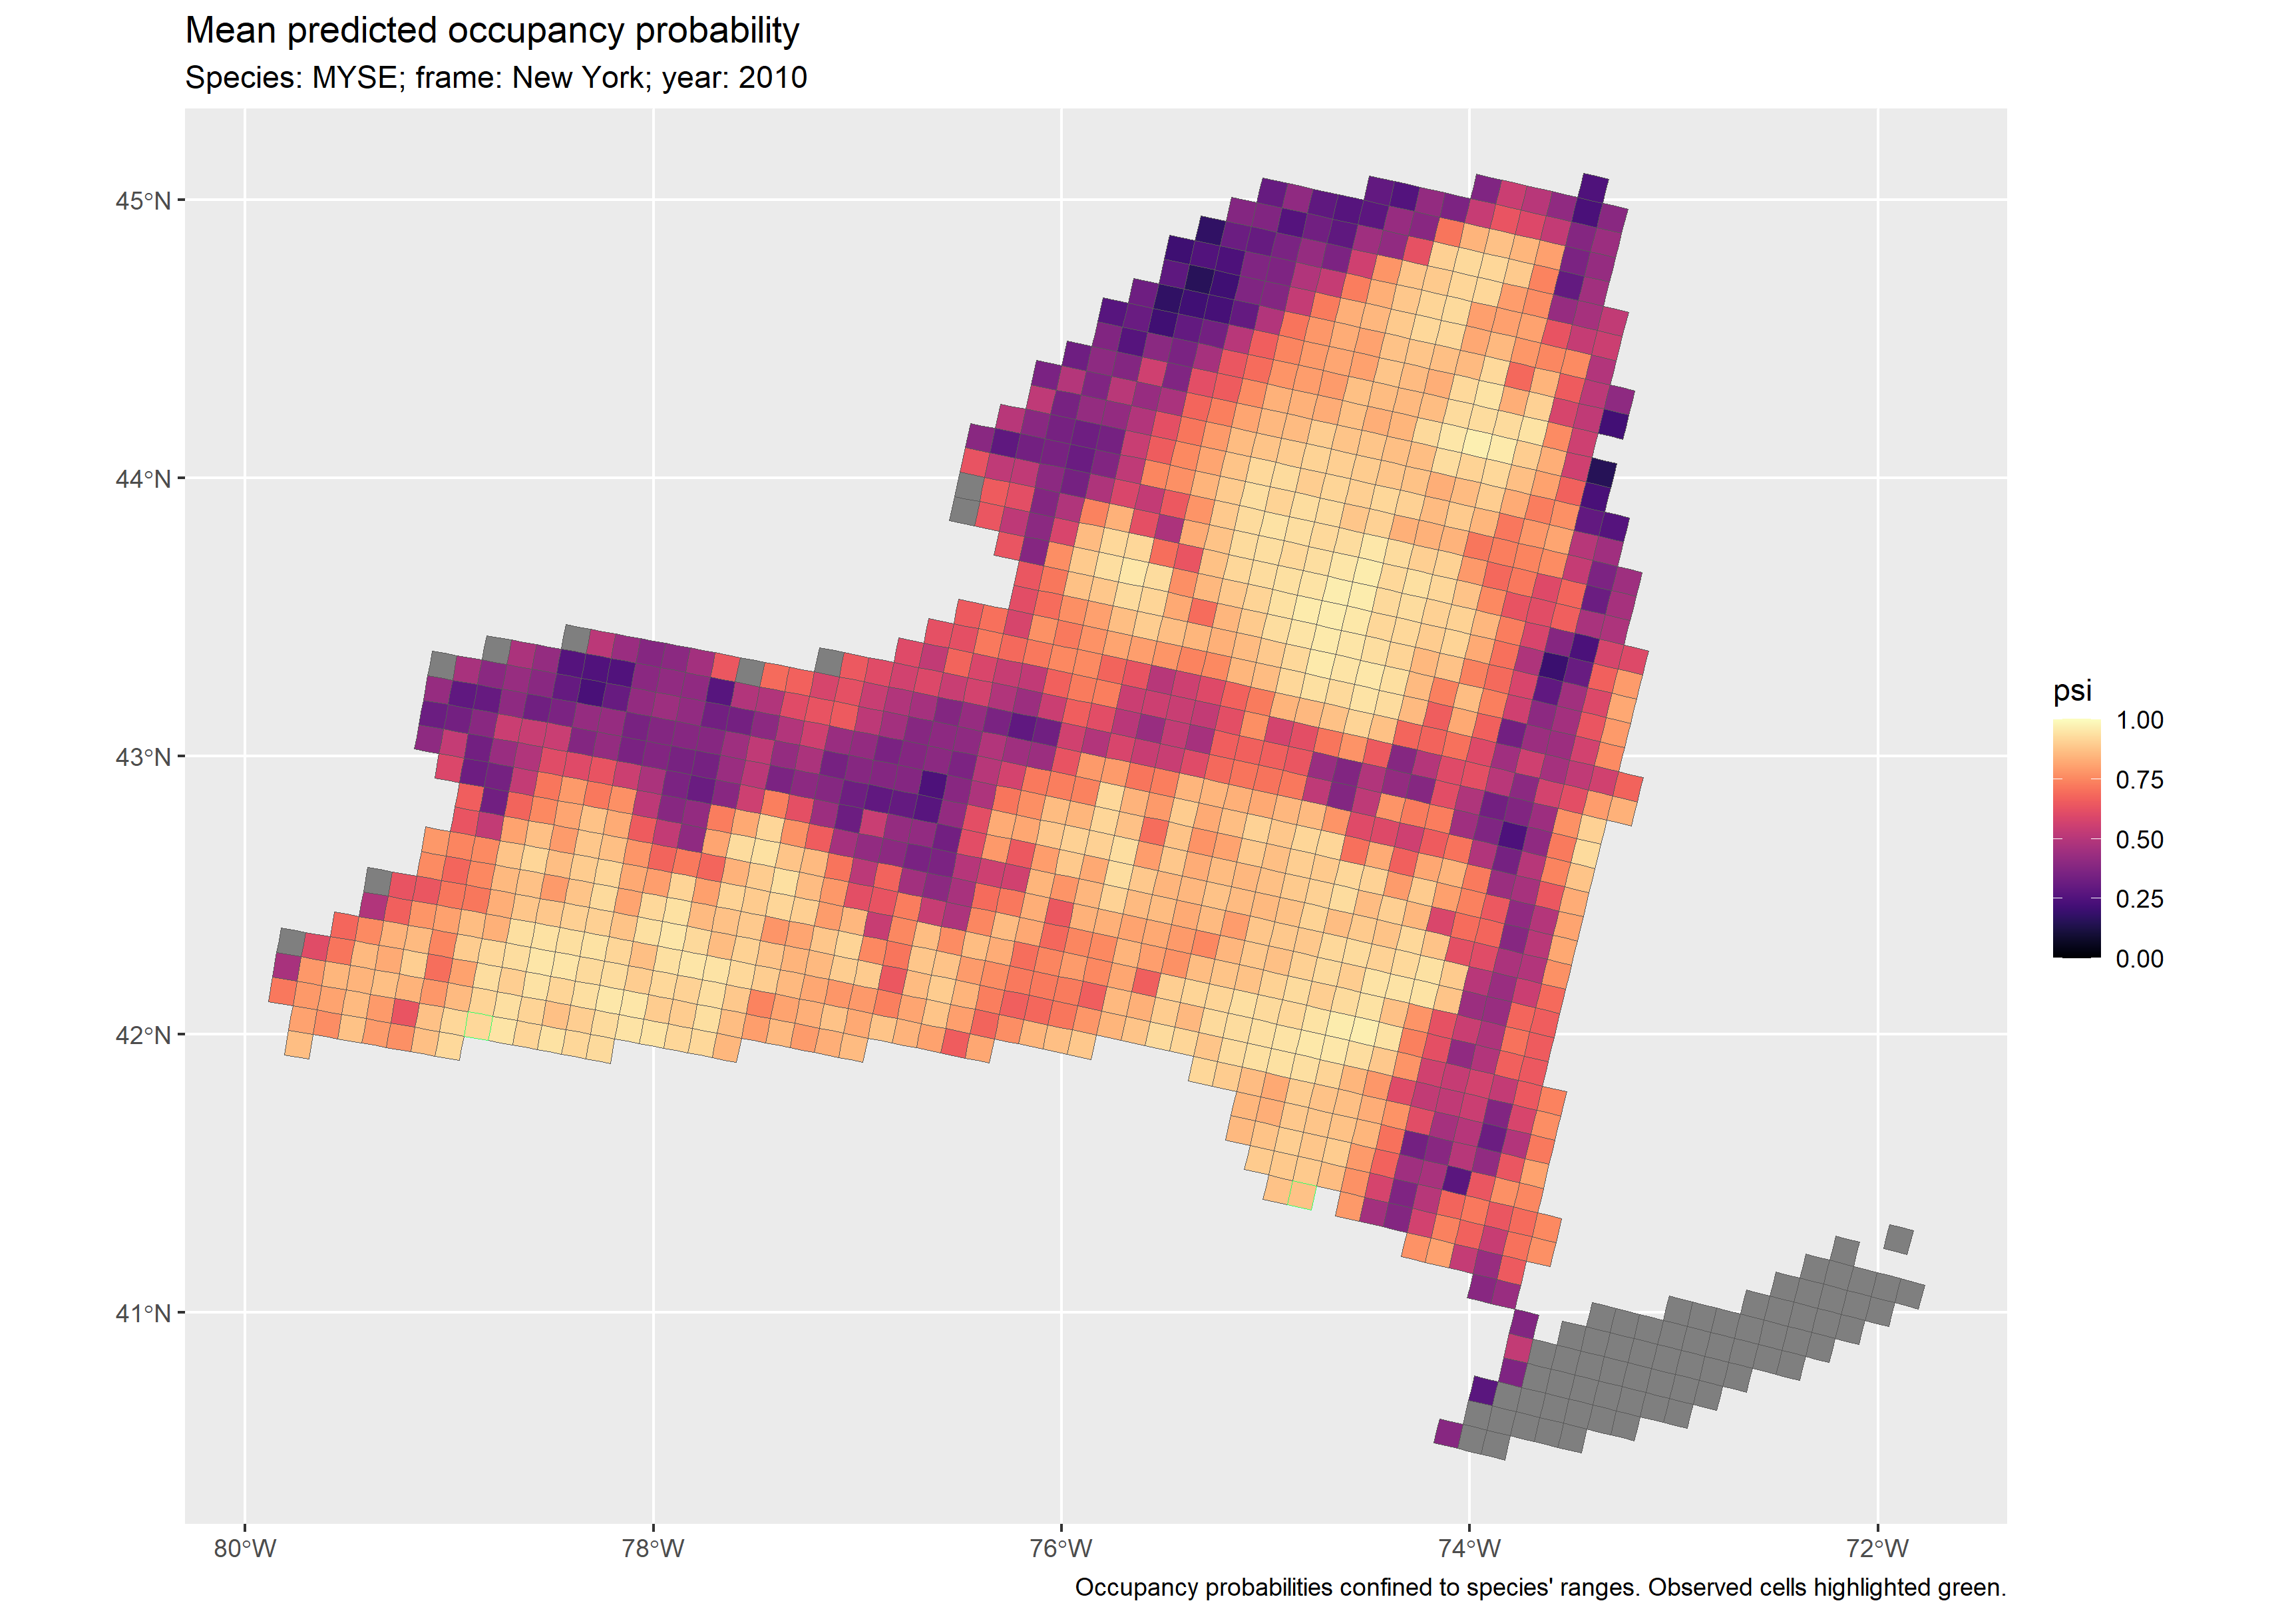 Mean predicted occupancy probability
Species: MYSE; frame: New York; year: 2010
45°N
44°N
43°N
42°N
41°N
80°W
78°W
76°W
74°W
72°W
psi
1.00
0.75
0.50
0.25
0.00
Occupancy probabilities confined to species' ranges. Observed cells highlighted green.